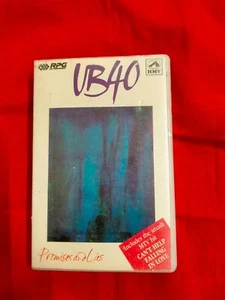 RPG
HMV
UB40
Includes the smash
MTV hit
CAN'T HELP
FALLING
IN LOVE
Promises and Lies